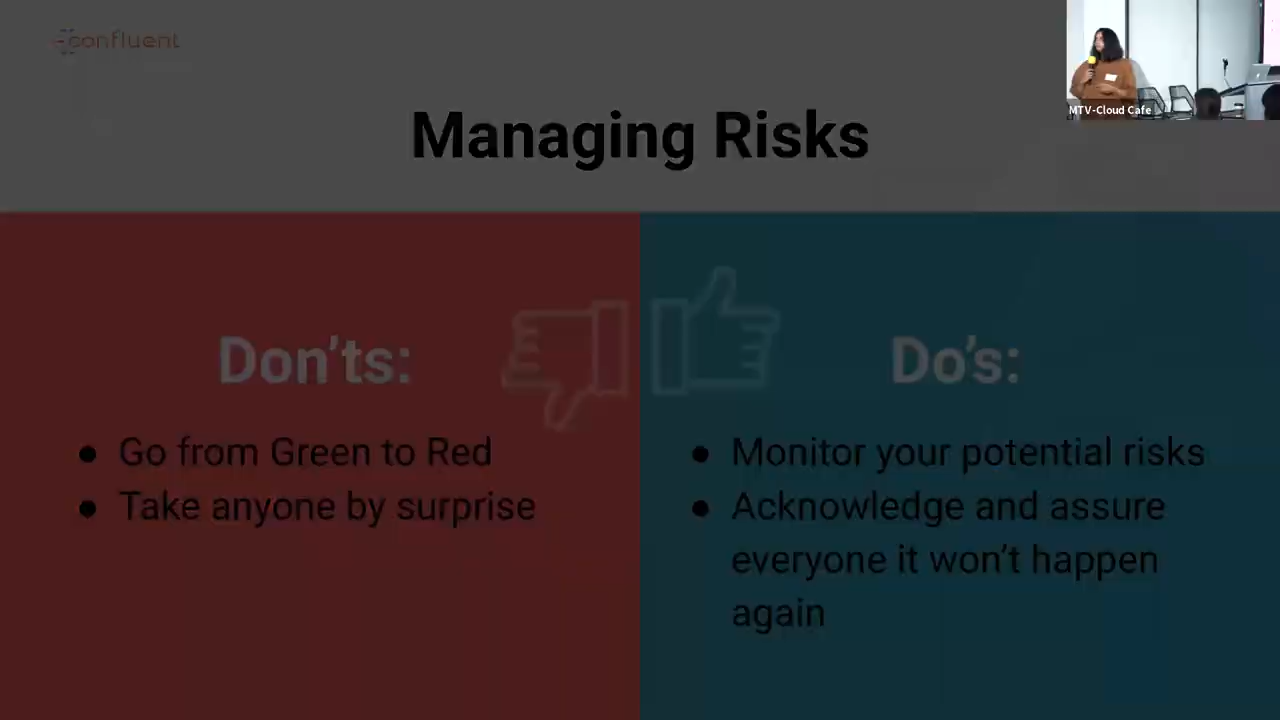 confluent
MTV-Cloud Cafe
Managing Risks
Don'ts:
● Go from Green to Red
● Take anyone by surprise
Do's:
● Monitor your potential risks
● Acknowledge and assure
everyone it won't happen
again